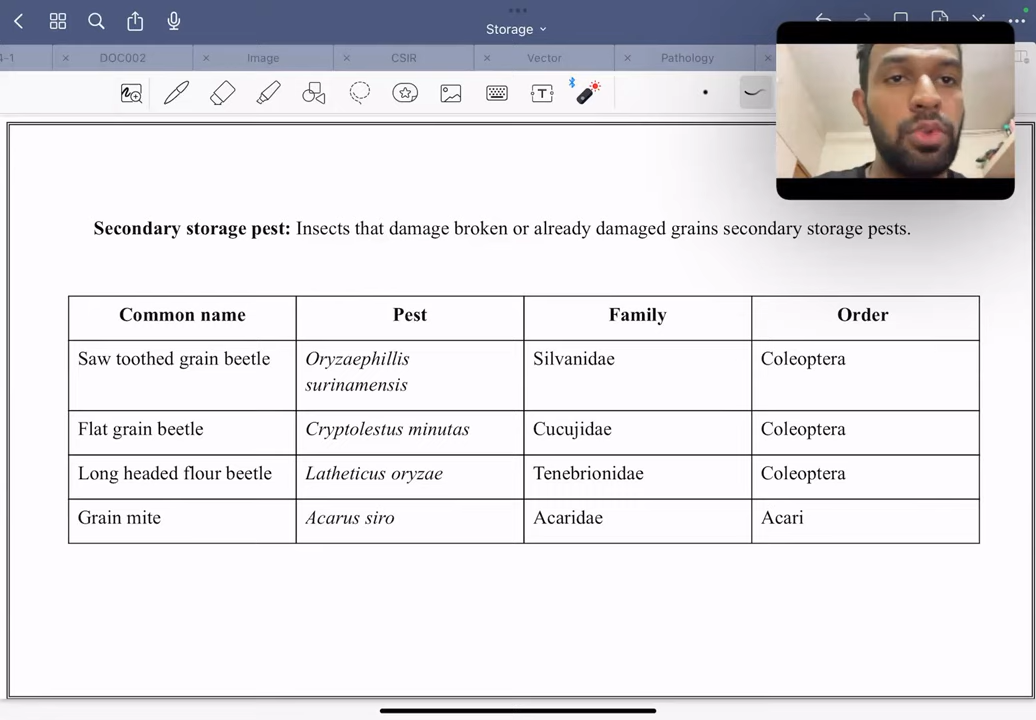 Storage
4-1
DOC002
Image
CSIR
Vector
Pathology
Secondary storage pest: Insects that damage broken or already damaged grains secondary storage pests.
Common name Pest Family Order
Saw toothed grain beetle Oryzaephillis surinamensis Silvanidae Coleoptera
Flat grain beetle Cryptolestus minutas Cucujidae Coleoptera
Long headed flour beetle Latheticus oryzae Tenebrionidae Coleoptera
Grain mite Acarus siro Acaridae Acari